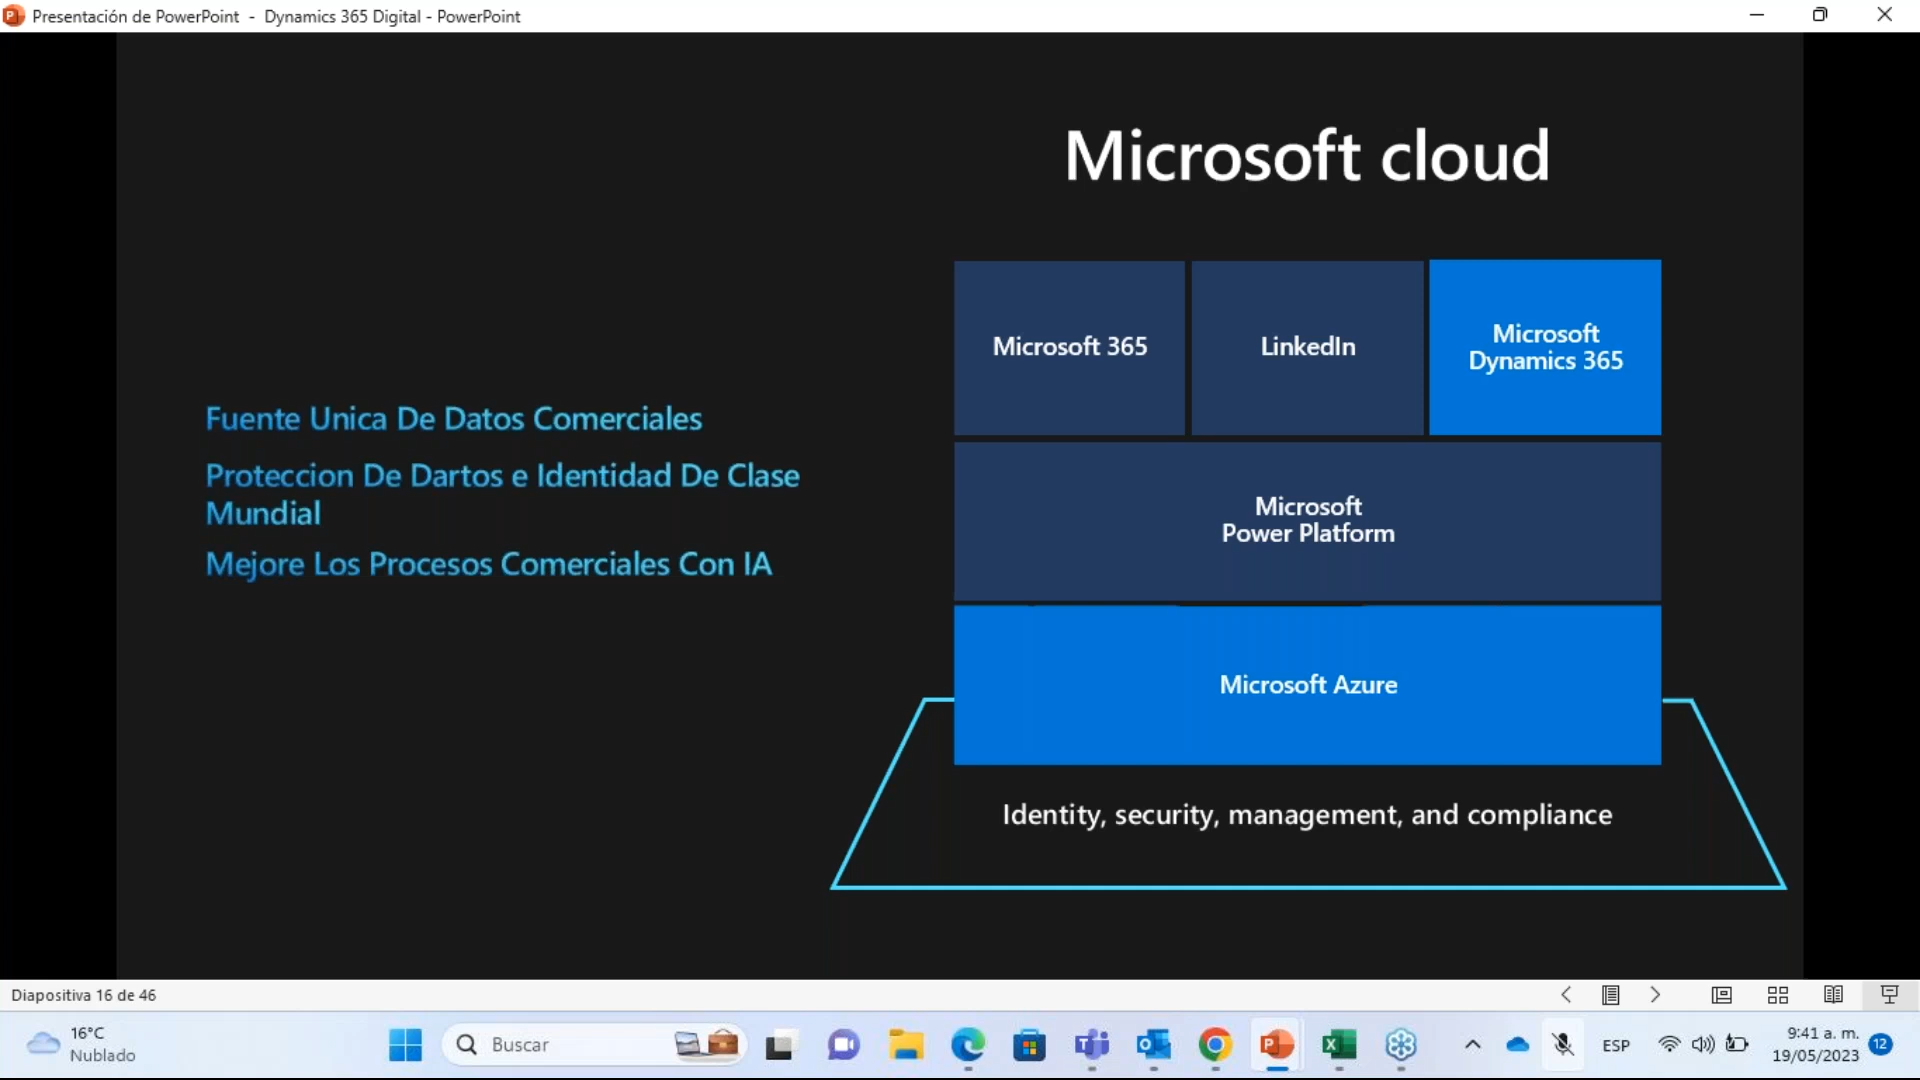 Presentación de PowerPoint - Dynamics 365 Digital - PowerPoint
Microsoft cloud
Microsoft 365
LinkedIn
Microsoft
Dynamics 365
Fuente Unica De Datos Comerciales
Proteccion De Dartos e Identidad De Clase
Mundial
Mejore Los Procesos Comerciales Con IA
Microsoft
Power Platform
Microsoft Azure
Identity, security, management, and compliance
Diapositiva 16 de 46
16°C
Nublado
Buscar
ESP
9:41 a. m.
19/05/2023
12